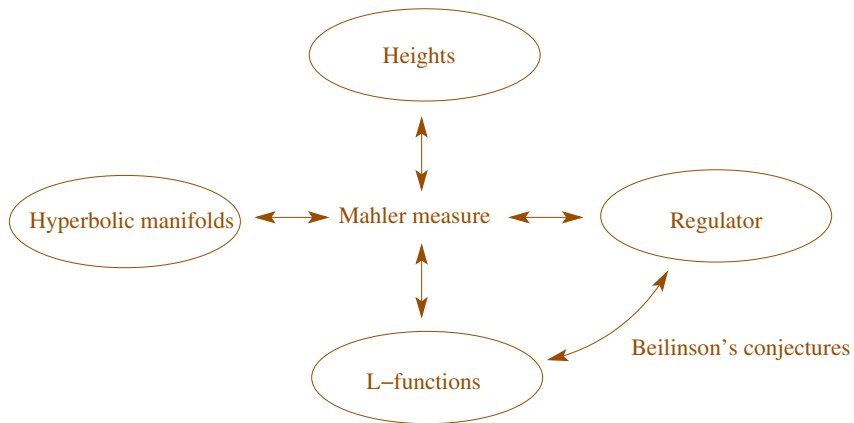 Heights
Hyperbolic manifolds
Mahler measure
Regulator
Beilinson's conjectures
L−functions